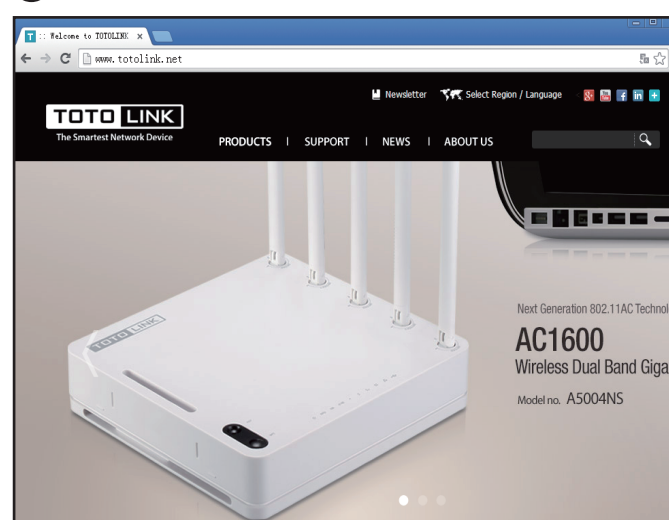 :: Welcome to TOTOLINK ×
www.totolink.net
Newsletter Select Region / Language
TOTO LINK
The Smartest Network Device
PRODUCTS | SUPPORT | NEWS | ABOUT US
TOTO LINK
Next Generation 802.11AC Technol
AC1600
Wireless Dual Band Giga
Model no. A5004NS